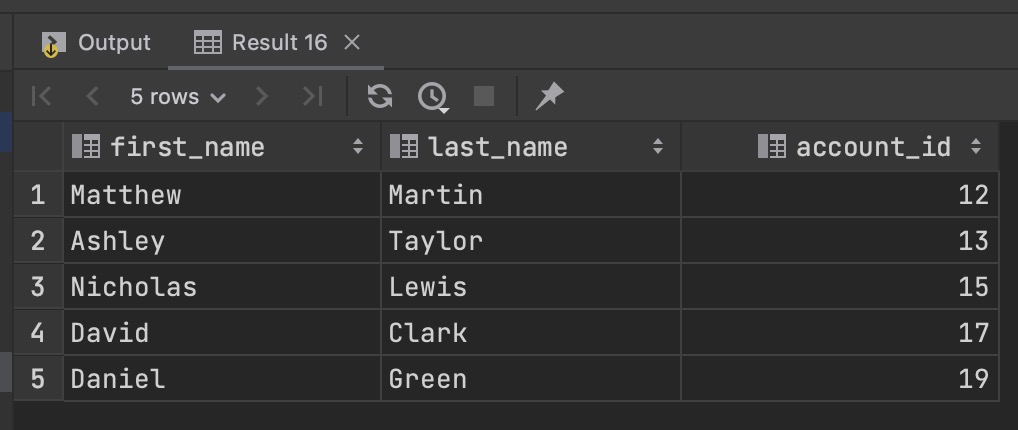 Output Result 16
5 rows
first_name last_name account_id
1 Matthew Martin 12
2 Ashley Taylor 13
3 Nicholas Lewis 15
4 David Clark 17
5 Daniel Green 19